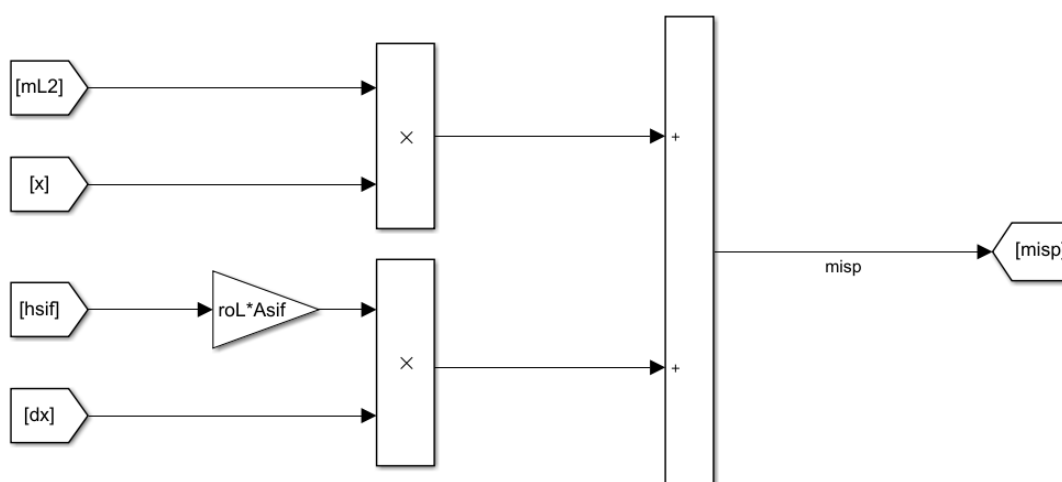 [mL2]
×
+
[x]
[hsif]
roL*Asif
×
+
[dx]
misp
[misp]